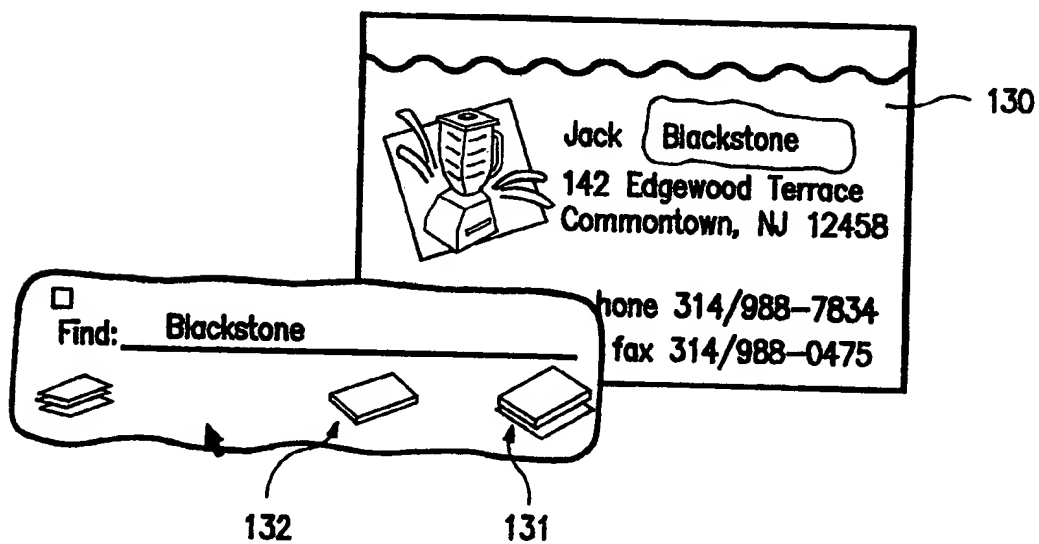 130
Jack Blackstone
142 Edgewood Terrace
Commontown, NJ 12458
hone 314/988-7834
fax 314/988-0475
Find: Blackstone
132
131